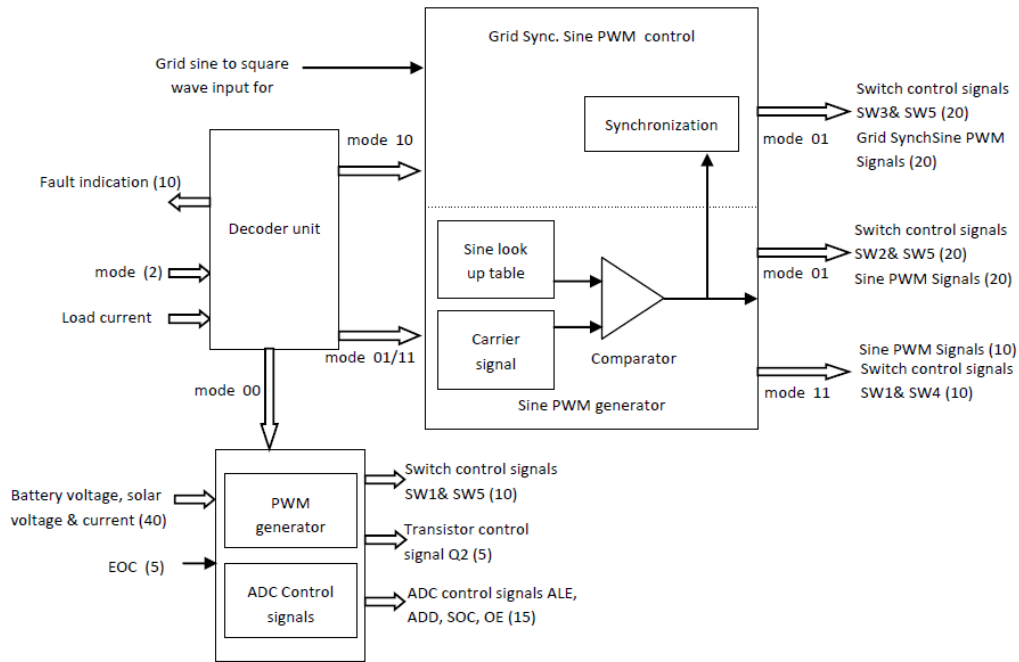 Grid Sync. Sine PWM control
Grid sine to square
wave input for
Synchronization
Switch control signals
SW3& SW5 (20)
Grid SynchSine PWM
Signals (20)
mode 01
mode 10
Fault indication (10)
Decoder unit
mode (2)
Load current
mode 01/11
mode 00
Sine look
up table
Carrier
signal
Comparator
Sine PWM generator
Switch control signals
SW2& SW5 (20)
Sine PWM Signals (20)
mode 01
Sine PWM Signals (10)
Switch control signals
SW1& SW4 (10)
mode 11
Battery voltage, solar
voltage & current (40)
EOC (5)
PWM
generator
ADC Control
signals
Switch control signals
SW1& SW5 (10)
Transistor control
signal Q2 (5)
ADC control signals ALE,
ADD, SOC, OE (15)